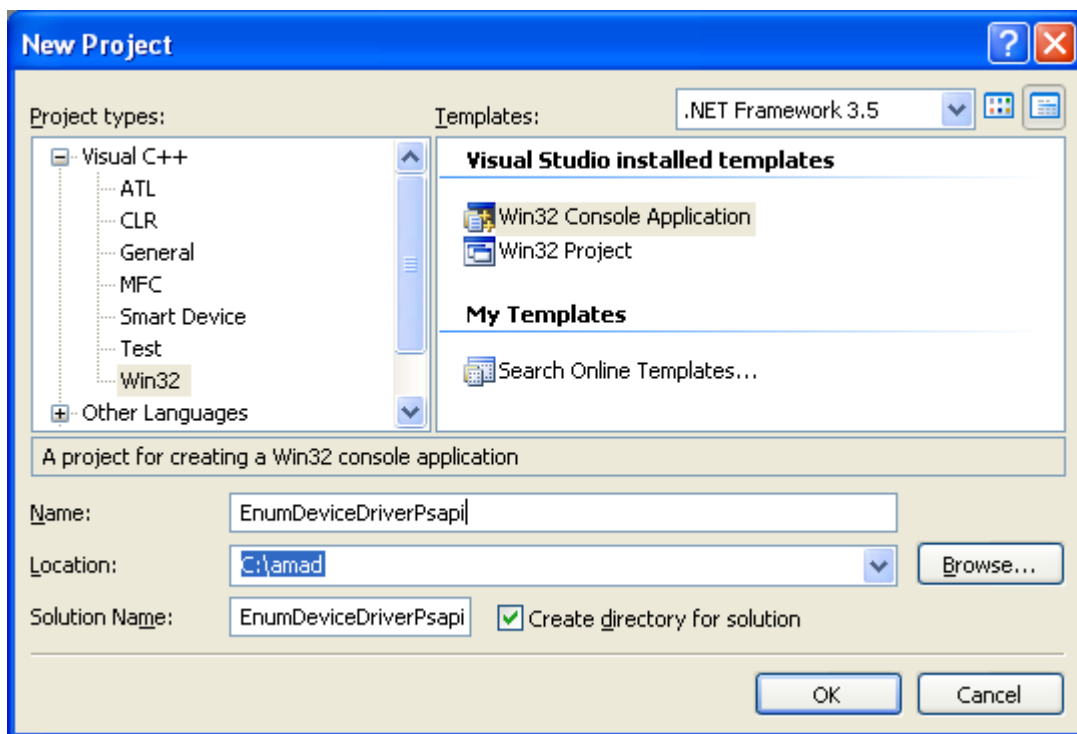 New Project
Project types:
Templates:
.NET Framework 3.5
Visual C++
ATL
CLR
General
MFC
Smart Device
Test
Win32
Other Languages
Visual Studio installed templates
Win32 Console Application
Win32 Project
My Templates
Search Online Templates...
A project for creating a Win32 console application
Name:
EnumDeviceDriverPsapi
Location:
C:\amad
Browse...
Solution Name:
EnumDeviceDriverPsapi
Create directory for solution
OK
Cancel